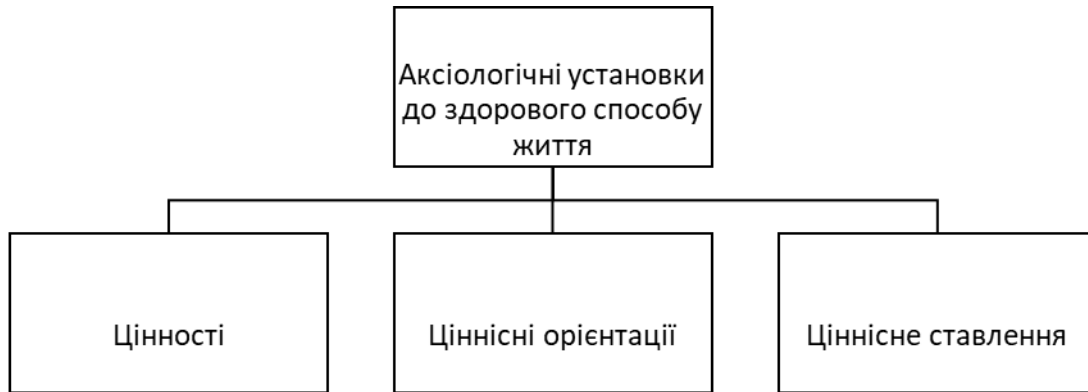 Аксіологічні установки
до здорового способу
життя
Цінності
Ціннісні орієнтації
Ціннісне ставлення